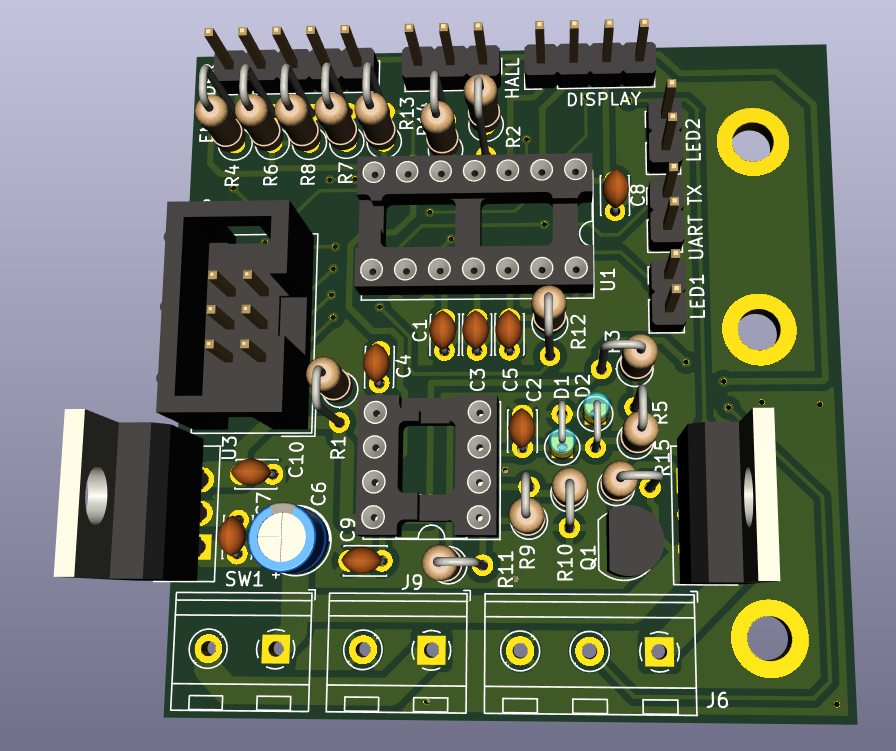 HALL
DISPLAY
R13
R2
LED2
R4
R6
R8
R7
C8
UART TX
LED1
U1
C1
C3
C5
R12
C4
C2
D1
D2
R5
R1
U3
C10
R15
C6
C9
SW1
+
J9
R11
R9
R10
Q1
J6